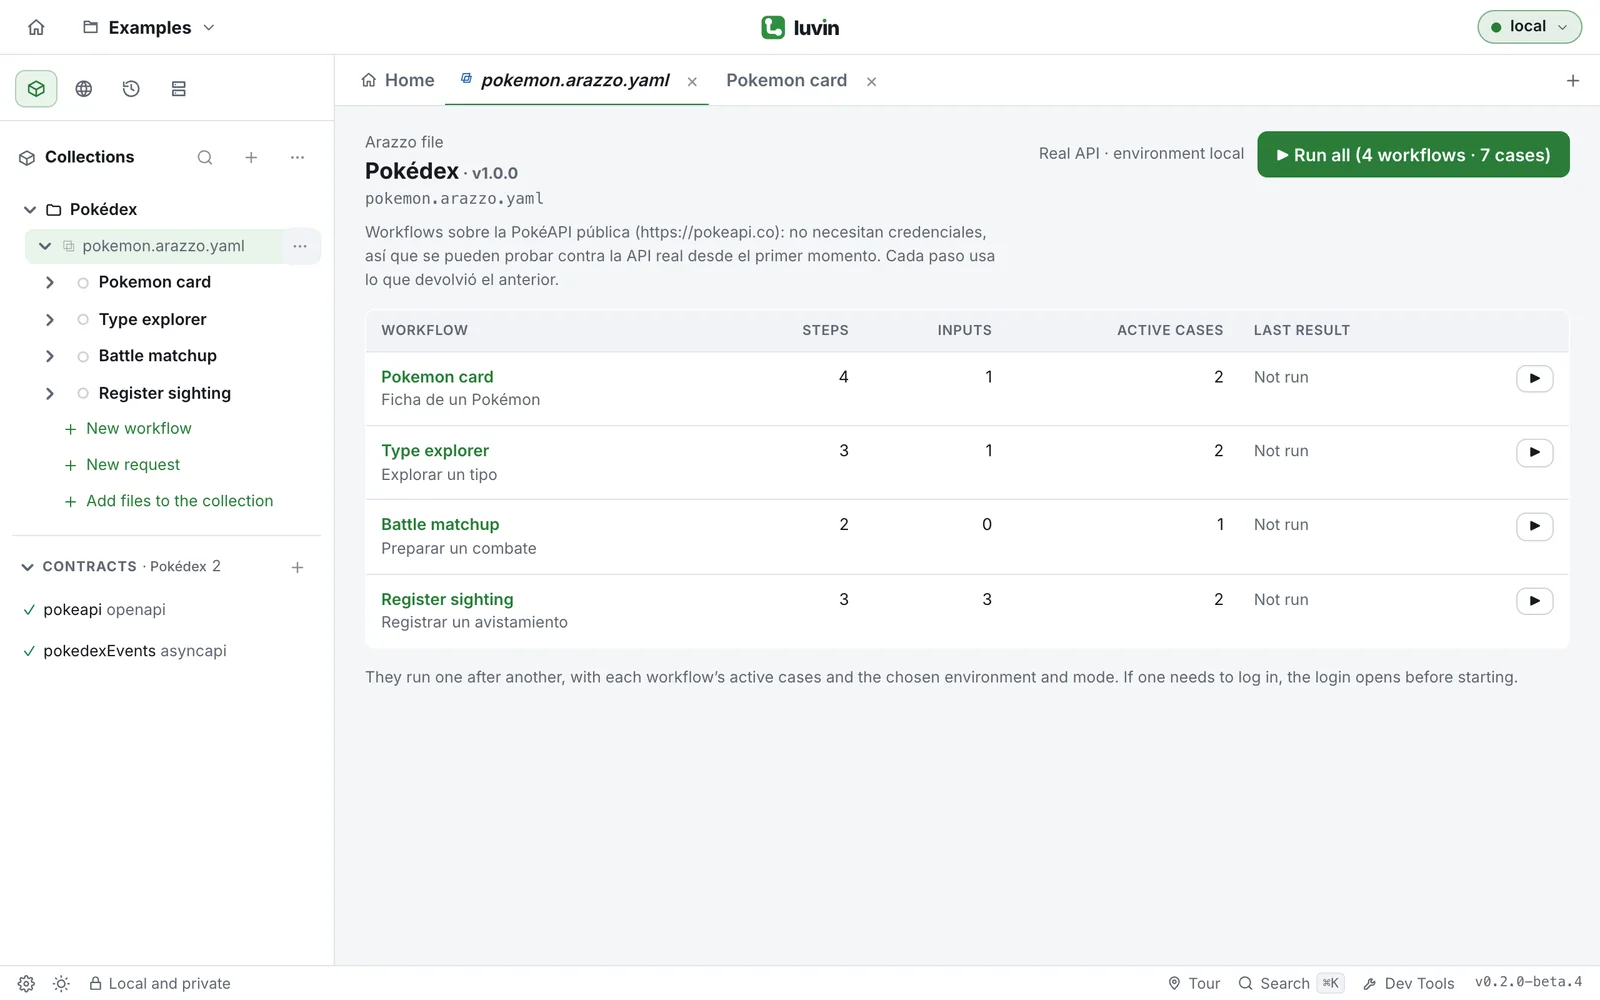 Examples
luvin
local
Home
pokemon.arazzo.yaml
Pokemon card
Collections
Pokédex
pokemon.arazzo.yaml
Pokemon card
Type explorer
Battle matchup
Register sighting
+ New workflow
+ New request
+ Add files to the collection
CONTRACTS · Pokédex 2
pokeapi openapi
pokedexEvents asyncapi
Arazzo file
Pokédex · v1.0.0
pokemon.arazzo.yaml
Real API · environment local
Run all (4 workflows · 7 cases)
Workflows sobre la PokéAPI pública (https://pokeapi.co): no necesitan credenciales,
así que se pueden probar contra la API real desde el primer momento. Cada paso usa
lo que devolvió el anterior.
WORKFLOW STEPS INPUTS ACTIVE CASES LAST RESULT
Pokemon card 4 1 2 Not run
Ficha de un Pokémon
Type explorer 3 1 2 Not run
Explorar un tipo
Battle matchup 2 0 1 Not run
Preparar un combate
Register sighting 3 3 2 Not run
Registrar un avistamiento
They run one after another, with each workflow’s active cases and the chosen environment and mode. If one needs to log in, the login opens before starting.
Local and private
Tour
Search ⌘K
Dev Tools
v0.2.0-beta.4